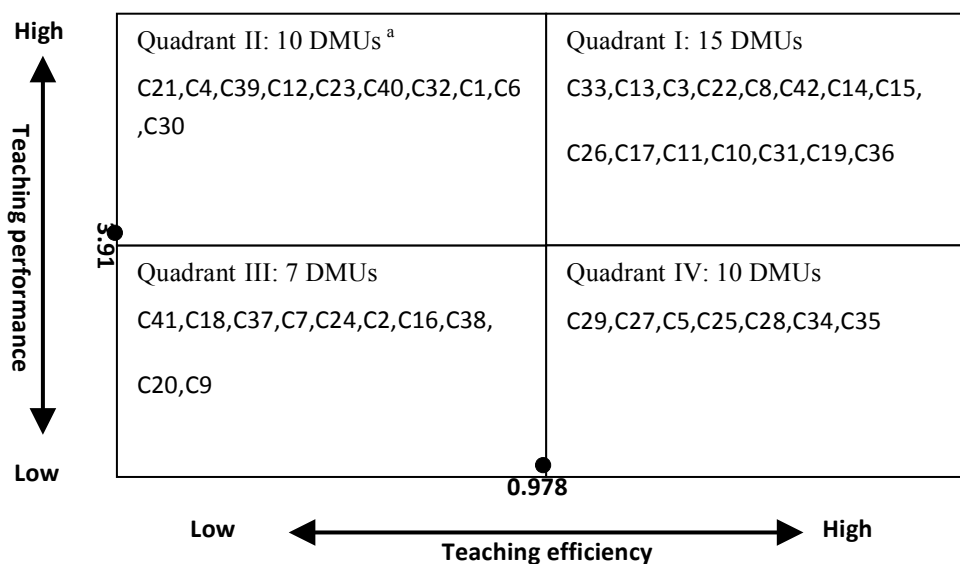 High
Teaching performance
Low
3.91
Quadrant II: 10 DMUs a
C21,C4,C39,C12,C23,C40,C32,C1,C6
,C30
Quadrant I: 15 DMUs
C33,C13,C3,C22,C8,C42,C14,C15,
C26,C17,C11,C10,C31,C19,C36
Quadrant III: 7 DMUs
C41,C18,C37,C7,C24,C2,C16,C38,
C20,C9
Quadrant IV: 10 DMUs
C29,C27,C5,C25,C28,C34,C35
0.978
Low
High
Teaching efficiency